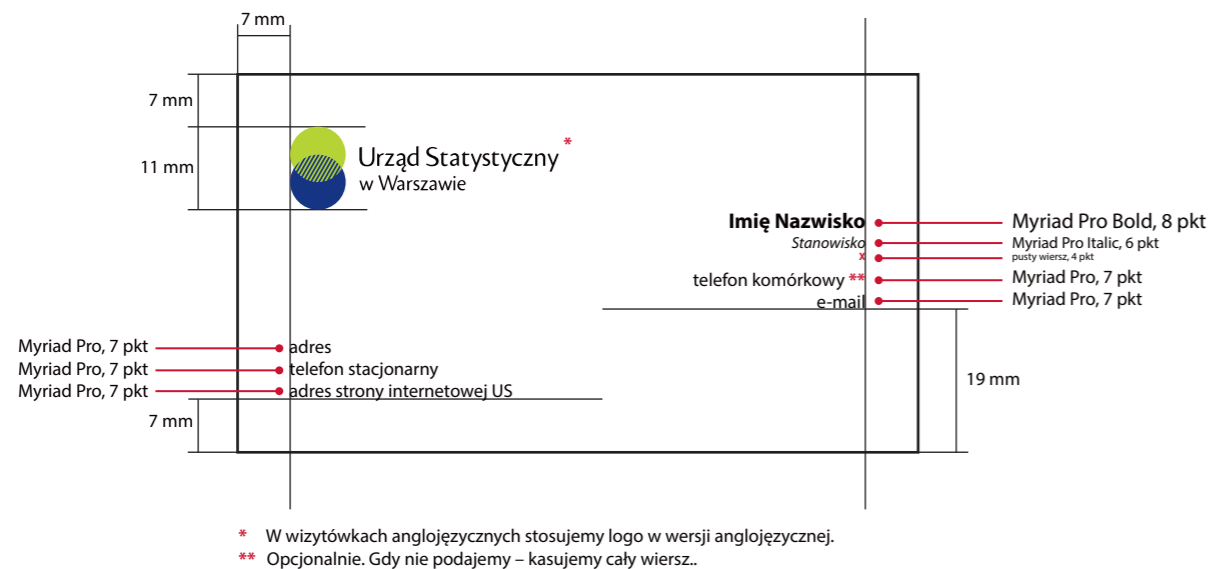 7 mm
7 mm
11 mm
Urząd Statystyczny *
w Warszawie
Imię Nazwisko
Myriad Pro Bold, 8 pkt
Stanowisko
Myriad Pro Italic, 6 pkt
x
pusty wiersz, 4 pkt
telefon komórkowy **
Myriad Pro, 7 pkt
e-mail
Myriad Pro, 7 pkt
Myriad Pro, 7 pkt
adres
Myriad Pro, 7 pkt
telefon stacjonarny
Myriad Pro, 7 pkt
adres strony internetowej US
19 mm
7 mm
* W wizytówkach anglojęzycznych stosujemy logo w wersji anglojęzycznej.
** Opcjonalnie. Gdy nie podajemy – kasujemy cały wiersz..